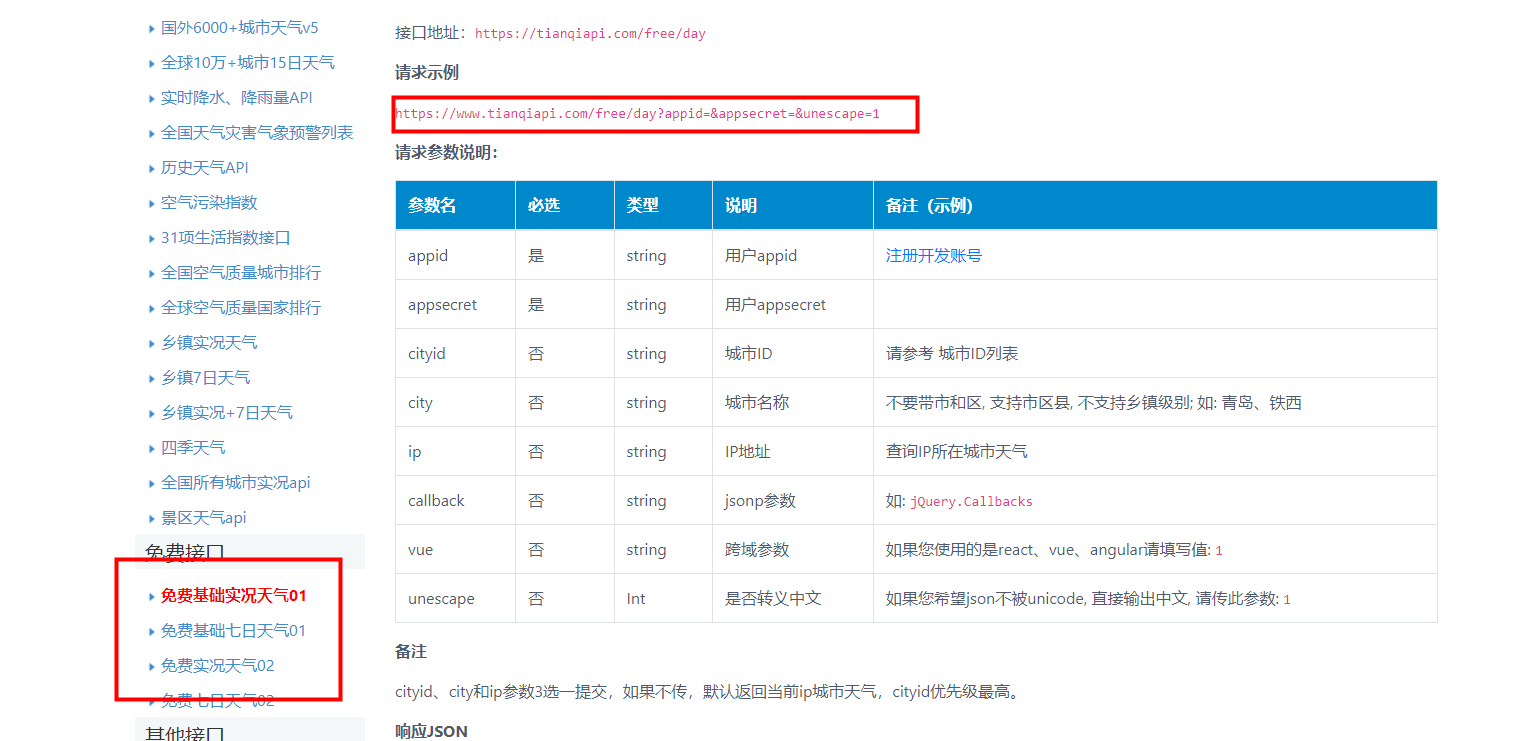 国外6000+城市天气v5
全球10万+城市15日天气
实时降水、降雨量API
全国天气灾害气象预警列表
历史天气API
空气污染指数
31项生活指数接口
全国空气质量城市排行
全球空气质量国家排行
乡镇实况天气
乡镇7日天气
乡镇实况+7日天气
四季天气
全国所有城市实况api
景区天气api
免费接口
免费基础实况天气01
免费基础七日天气01
免费实况天气02
免费七日天气02
其他接口
接口地址：https://tianqiapi.com/free/day
请求示例
https://www.tianqiapi.com/free/day?appid=&appsecret=&unescape=1
请求参数说明：
参数名 必选 类型 说明 备注（示例）
appid 是 string 用户appid 注册开发账号
appsecret 是 string 用户appsecret
cityid 否 string 城市ID 请参考 城市ID列表
city 否 string 城市名称 不要带市和区, 支持市区县, 不支持乡镇级别; 如: 青岛、铁西
ip 否 string IP地址 查询IP所在城市天气
callback 否 string jsonp参数 如: jQuery.Callbacks
vue 否 string 跨域参数 如果您使用的是react、vue、angular请填写值: 1
unescape 否 Int 是否转义中文 如果您希望json不被unicode, 直接输出中文, 请传此参数: 1
备注
cityid、city和ip参数3选一提交，如果不传，默认返回当前ip城市天气，cityid优先级最高。
响应JSON